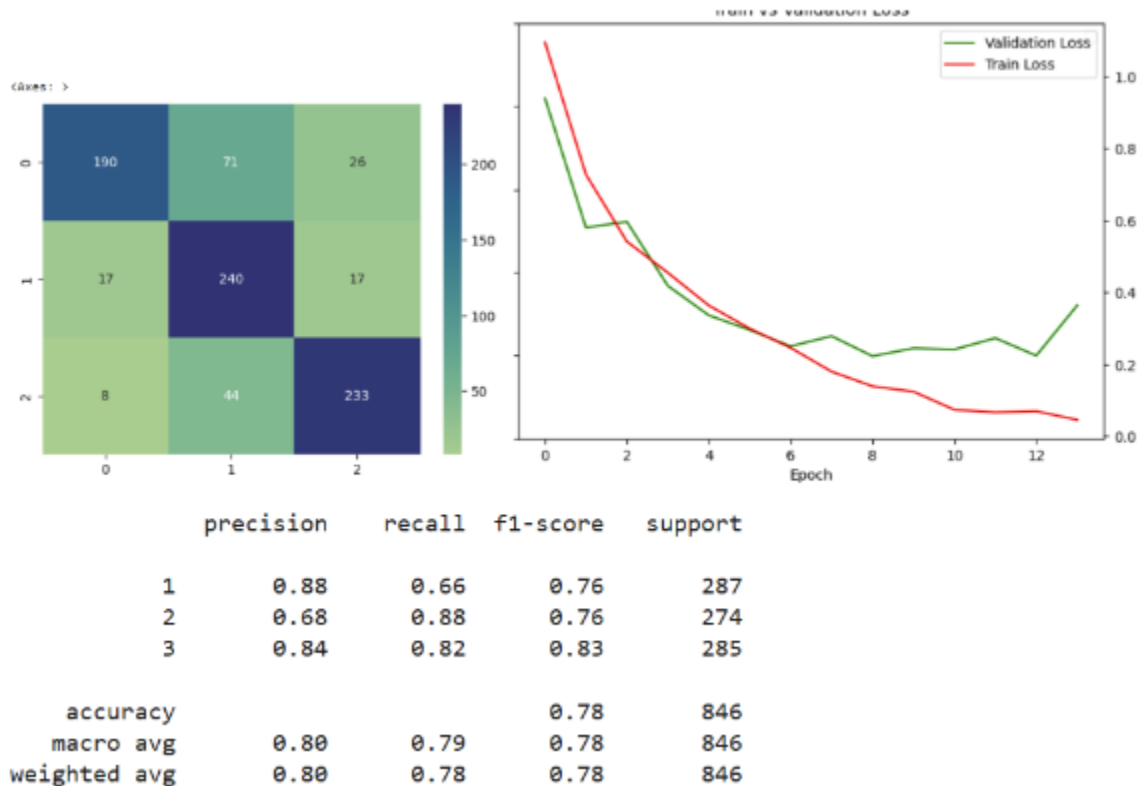 Train vs Validation Loss
<Axes: >
Validation Loss
Train Loss
0 190 71 26
1 17 240 17
2 8 44 233
0 1 2
200
150
100
50
1.0
0.8
0.6
0.4
0.2
0.0
0 2 4 6 8 10 12
Epoch
precision recall f1-score support
1 0.88 0.66 0.76 287
2 0.68 0.88 0.76 274
3 0.84 0.82 0.83 285
accuracy 0.78 846
macro avg 0.80 0.79 0.78 846
weighted avg 0.80 0.78 0.78 846